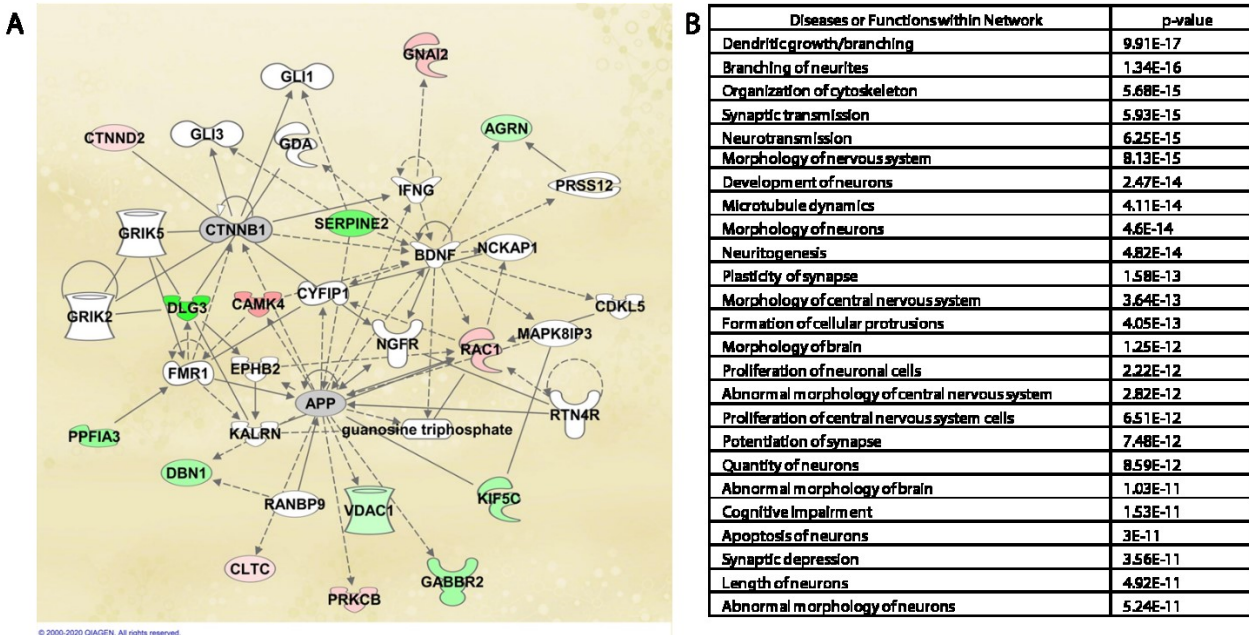 A
GNAI2
GLI1
CTNND2
GLI3
GDA
AGRN
IFNG
PRSS12
GRIK5
CTNNB1
SERPINE2
BDNF
NCKAP1
DLG3
CAMK4
CYFIP1
CDKL5
GRIK2
NGFR
RAC1
MAPK8IP3
FMR1
EPHB2
APP
RTN4R
PPFIA3
KALRN
guanosine triphosphate
DBN1
RANBP9
VDAC1
KIF5C
CLTC
GABBR2
PRKCB
© 2000-2020 QIAGEN. All rights reserved.
B
Diseases or Functions within Network p-value
Dendritic growth/branching 9.91E-17
Branching of neurites 1.34E-16
Organization of cytoskeleton 5.68E-15
Synaptic transmission 5.93E-15
Neurotransmission 6.25E-15
Morphology of nervous system 8.13E-15
Development of neurons 2.47E-14
Microtubule dynamics 4.11E-14
Morphology of neurons 4.6E-14
Neuritogenesis 4.82E-14
Plasticity of synapse 1.58E-13
Morphology of central nervous system 3.64E-13
Formation of cellular protrusions 4.05E-13
Morphology of brain 1.25E-12
Proliferation of neuronal cells 2.22E-12
Abnormal morphology of central nervous system 2.82E-12
Proliferation of central nervous system cells 6.51E-12
Potentiation of synapse 7.48E-12
Quantity of neurons 8.59E-12
Abnormal morphology of brain 1.03E-11
Cognitive Impairment 1.53E-11
Apoptosis of neurons 3E-11
Synaptic depression 3.56E-11
Length of neurons 4.92E-11
Abnormal morphology of neurons 5.24E-11